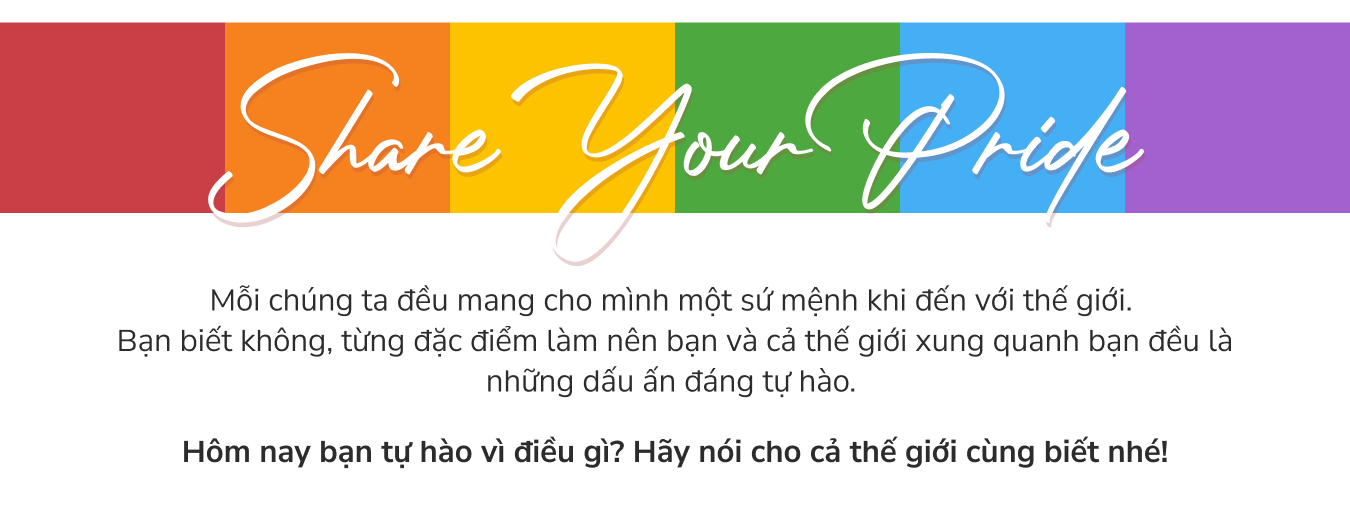 Share Your Pride
Mỗi chúng ta đều mang cho mình một sứ mệnh khi đến với thế giới.
Bạn biết không, từng đặc điểm làm nên bạn và cả thế giới xung quanh bạn đều là
những dấu ấn đáng tự hào.
Hôm nay bạn tự hào vì điều gì? Hãy nói cho cả thế giới cùng biết nhé!